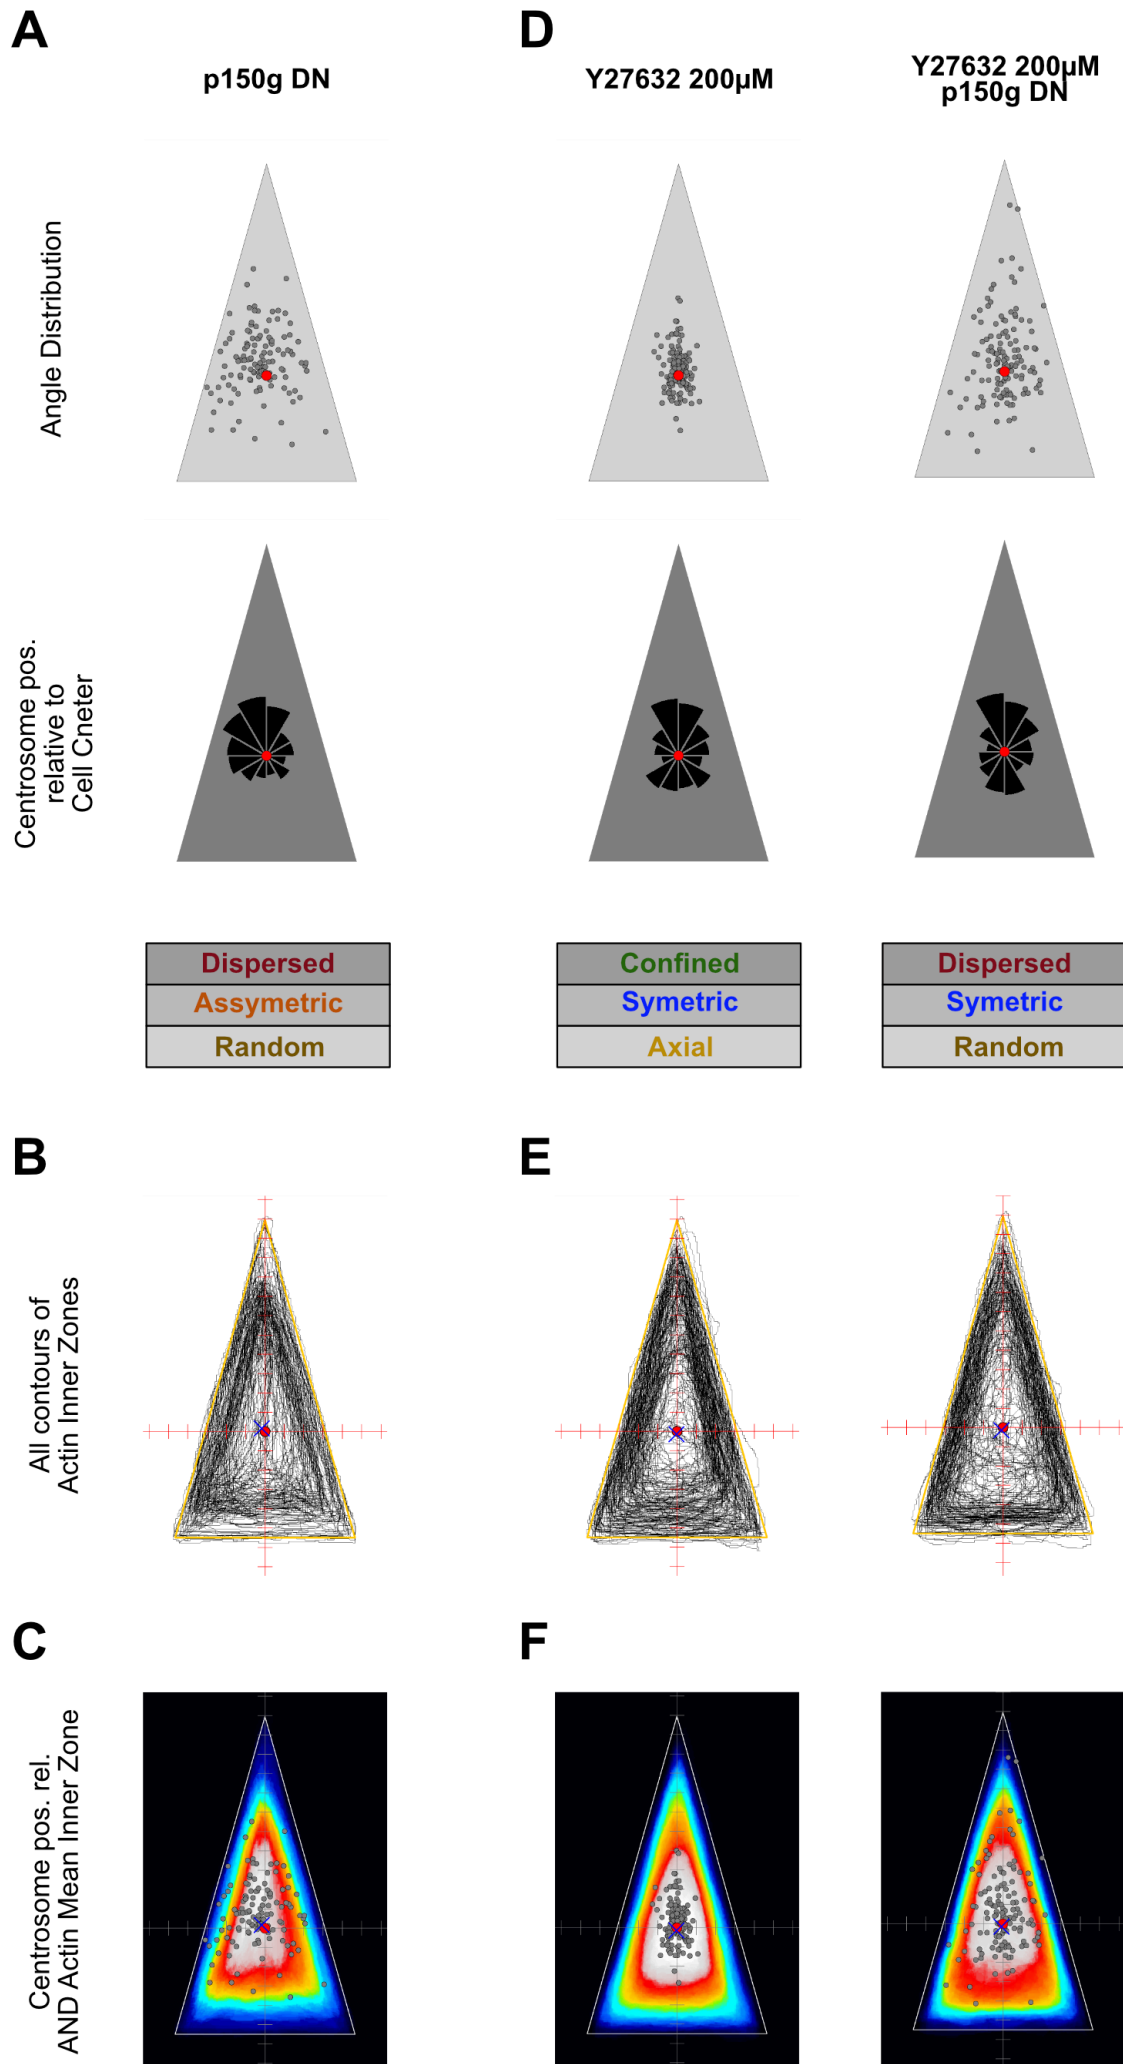 A
D
p150g DN
Y27632 200µM
Y27632 200µM
p150g DN
Angle Distribution
Centrosome pos.
relative to
Cell Cneter
Dispersed
Assymetric
Random
Confined
Symetric
Axial
Dispersed
Symetric
Random
B
E
All contours of
Actin Inner Zones
C
F
Centrosome pos. rel.
AND Actin Mean Inner Zone